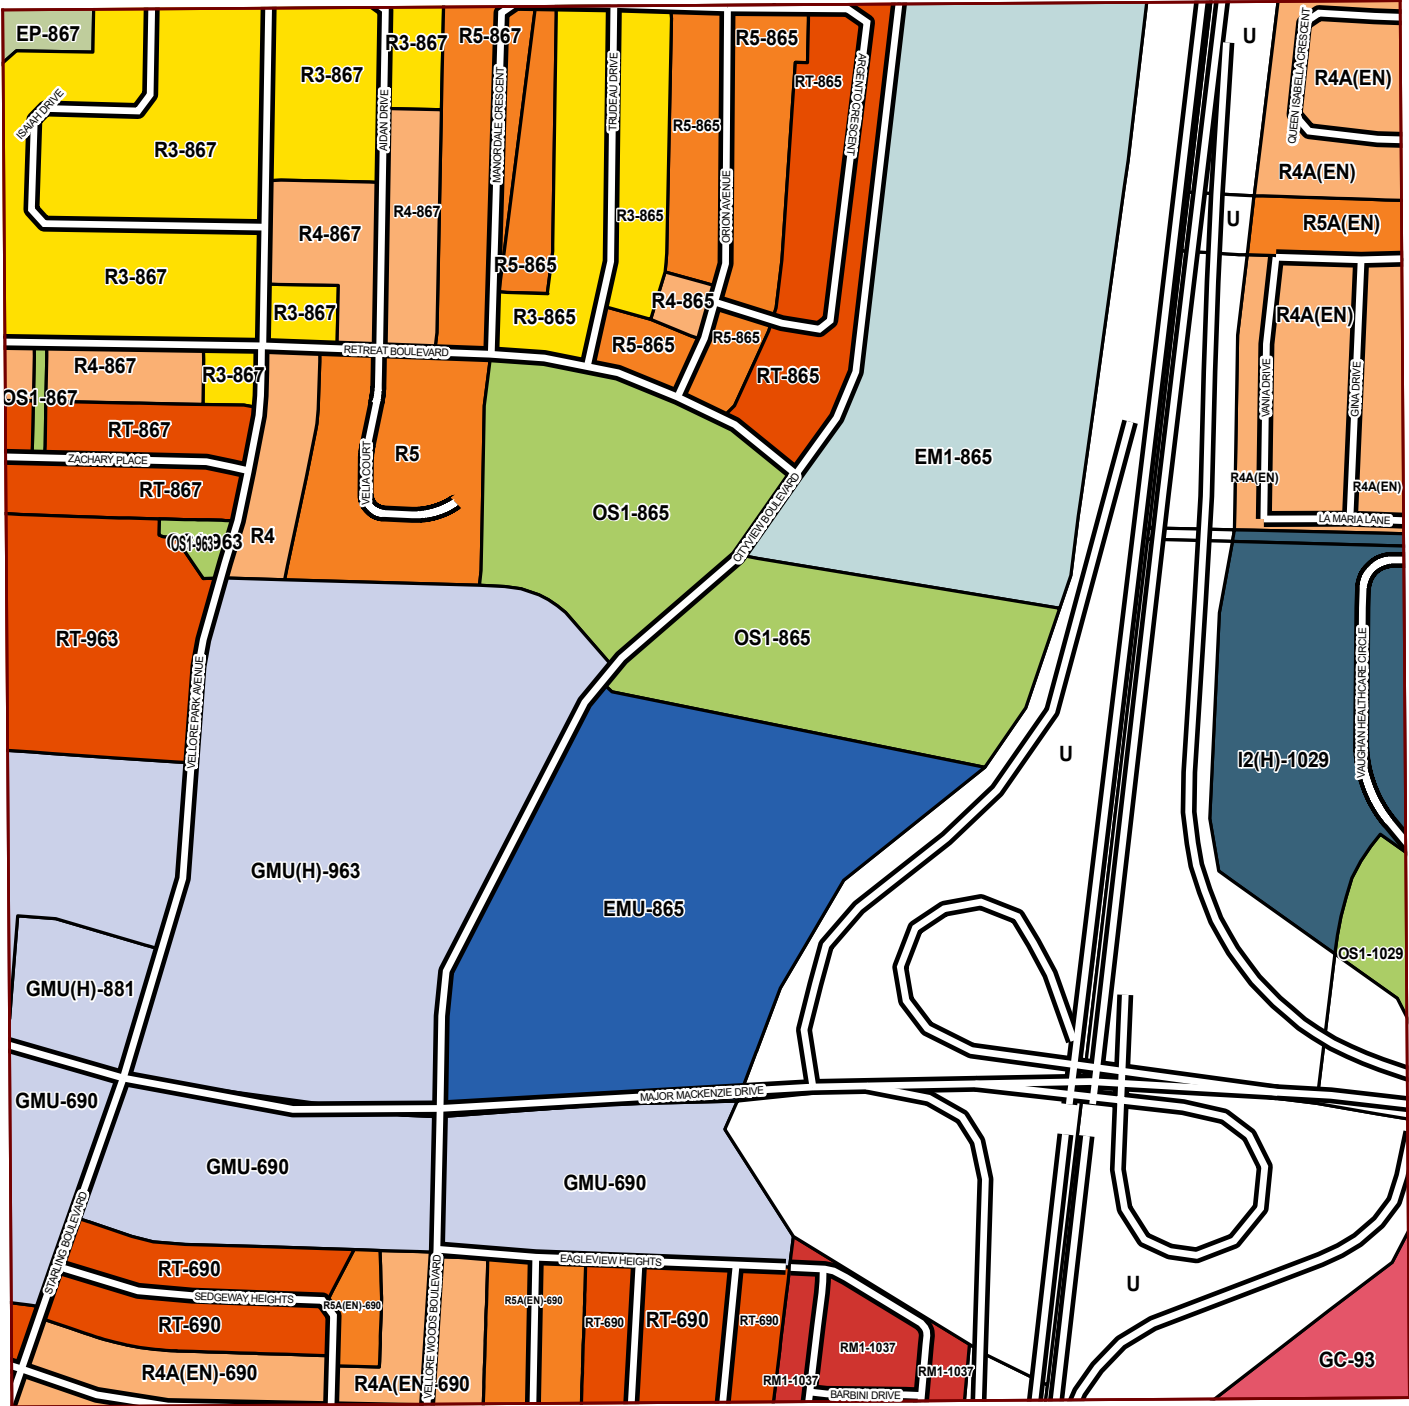 EP-867
R3-867
R5-867
R5-865
U
ISAIAH DRIVE
R3-867
R3-867
AIDAN DRIVE
MANORDALE CRESCENT
TRUDEAU DRIVE
R5-865
RT-865
ARGENTO CRESCENT
QUEEN ISABELLA CRESCENT
R4A(EN)
R4A(EN)
R4-867
R4-867
R3-865
ORION AVENUE
U
R5A(EN)
R3-867
R3-867
R5-865
R3-865
R4-865
R5-865
R5-865
R4A(EN)
RETREAT BOULEVARD
R4-867
R3-867
RT-865
VANIA DRIVE
GINA DRIVE
OS1-867
RT-867
ZACHARY PLACE
R5
VELIA COURT
EM1-865
RT-867
R4A(EN)
R4A(EN)
OS1-865
CITYVIEW BOULEVARD
LA MARIA LANE
OS1-963
R4
RT-963
OS1-865
VELLORE PARK AVENUE
VAUGHAN HEALTHCARE CIRCLE
U
I2(H)-1029
GMU(H)-963
EMU-865
OS1-1029
GMU(H)-881
GMU-690
MAJOR MACKENZIE DRIVE
GMU-690
GMU-690
STARLING BOULEVARD
RT-690
EAGLEVIEW HEIGHTS
U
SEDGEWAY HEIGHTS
R5A(EN)-690
VELLORE WOODS BOULEVARD
R5A(EN)-690
RT-690
RT-690
RT-690
RT-690
RM1-1037
GC-93
R4A(EN)-690
R4A(EN)-690
RM1-1037
RM1-1037
BARBINI DRIVE